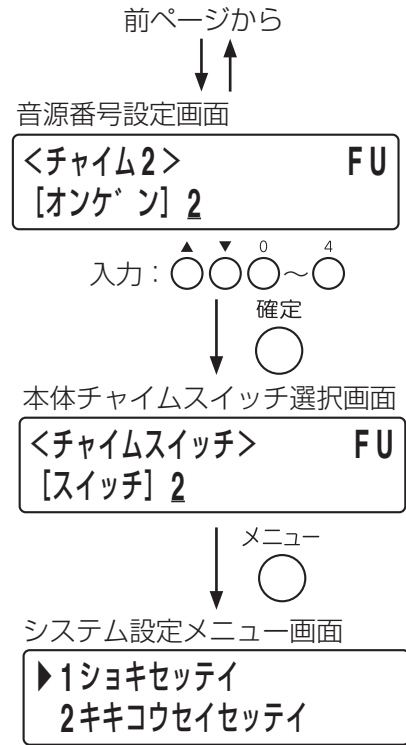 前ページから
音源番号設定画面
<チャイム2> FU
[オンゲン] 2
▲ ▼ 0 4
入力：〇〇〇～〇
確定
本体チャイムスイッチ選択画面
<チャイムスイッチ> FU
[スイッチ] 2
メニュー
システム設定メニュー画面
▶1ショキセッテイ
2キキコウセイセッテイ